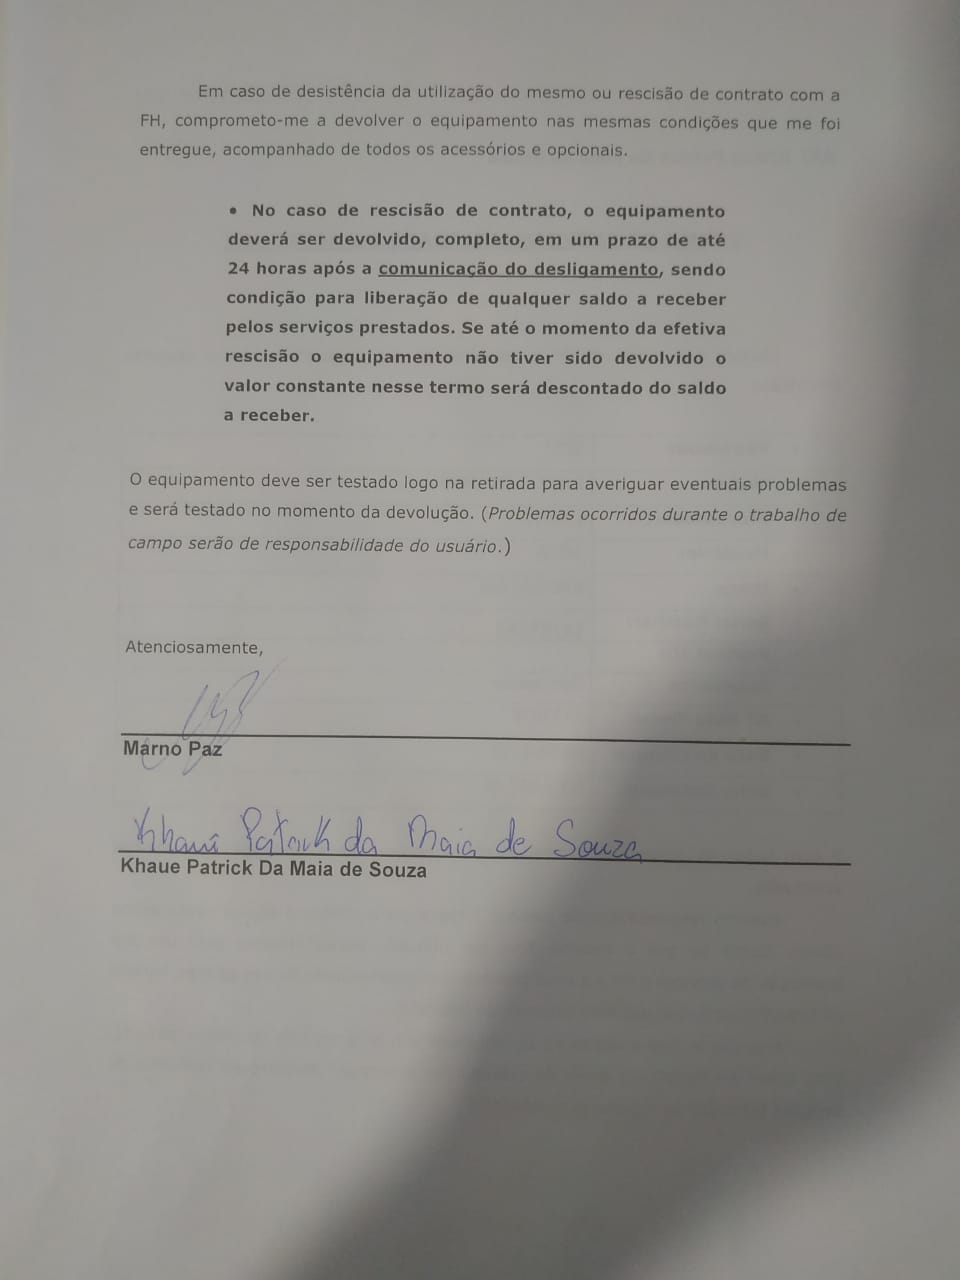 Em caso de desistência da utilização do mesmo ou rescisão de contrato com a
FH, comprometo-me a devolver o equipamento nas mesmas condições que me foi
entregue, acompanhado de todos os acessórios e opcionais.
• No caso de rescisão de contrato, o equipamento
deverá ser devolvido, completo, em um prazo de até
24 horas após a comunicação do desligamento, sendo
condição para liberação de qualquer saldo a receber
pelos serviços prestados. Se até o momento da efetiva
rescisão o equipamento não tiver sido devolvido o
valor constante nesse termo será descontado do saldo
a receber.
O equipamento deve ser testado logo na retirada para averiguar eventuais problemas
e será testado no momento da devolução. (Problemas ocorridos durante o trabalho de
campo serão de responsabilidade do usuário.)
Atenciosamente,
Marno Paz
Khauê Patrick da Maia de Souza
Khaue Patrick Da Maia de Souza